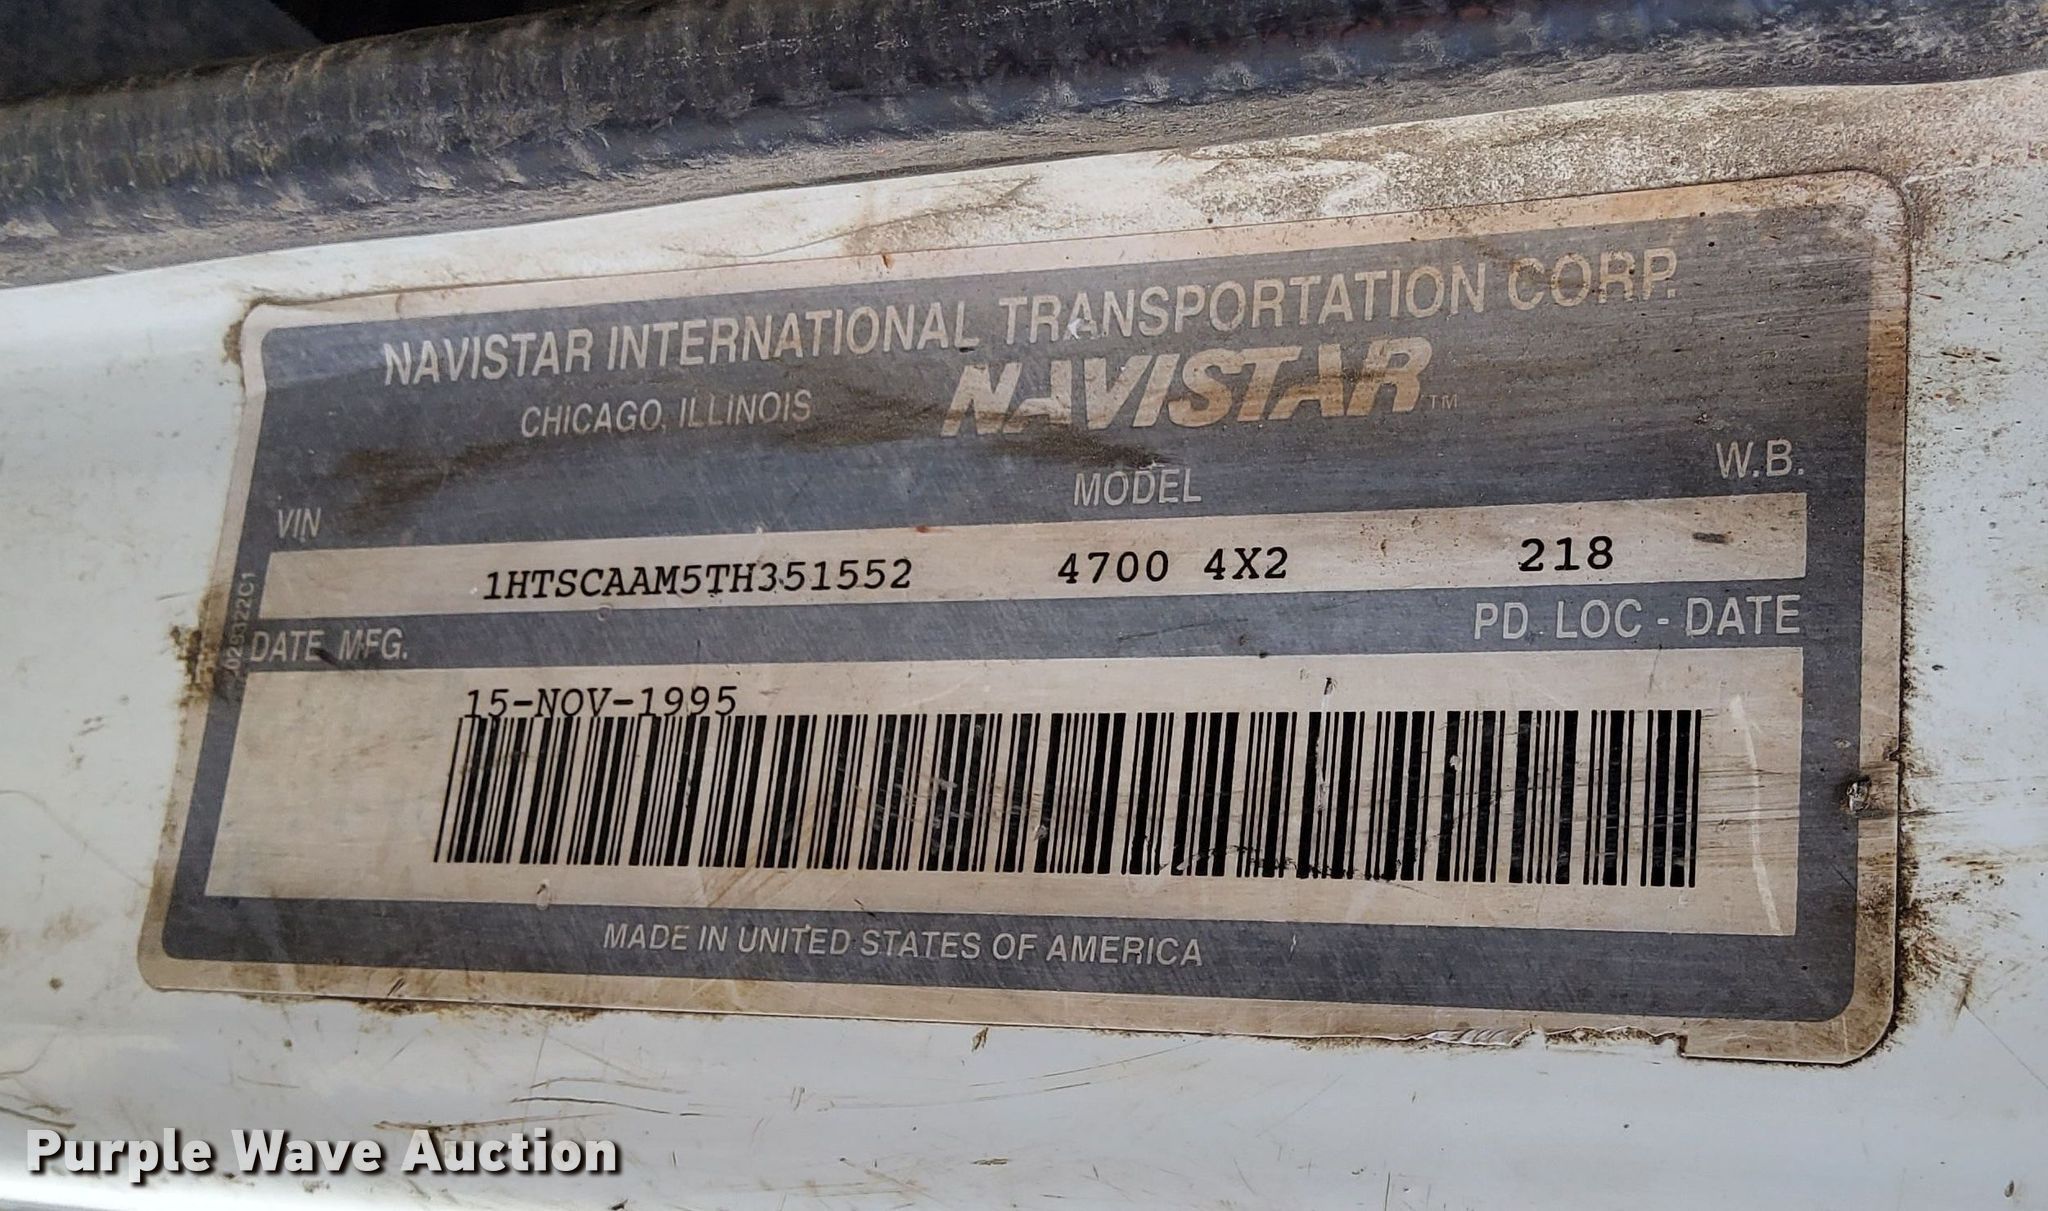 NAVISTAR INTERNATIONAL TRANSPORTATION CORP.
CHICAGO, ILLINOIS NAVISTAR™
VIN MODEL W.B.
1HTSCAAM5TH351552 4700 4X2 218
DATE MFG. PD. LOC - DATE
15-NOV-1995
MADE IN UNITED STATES OF AMERICA
Purple Wave Auction